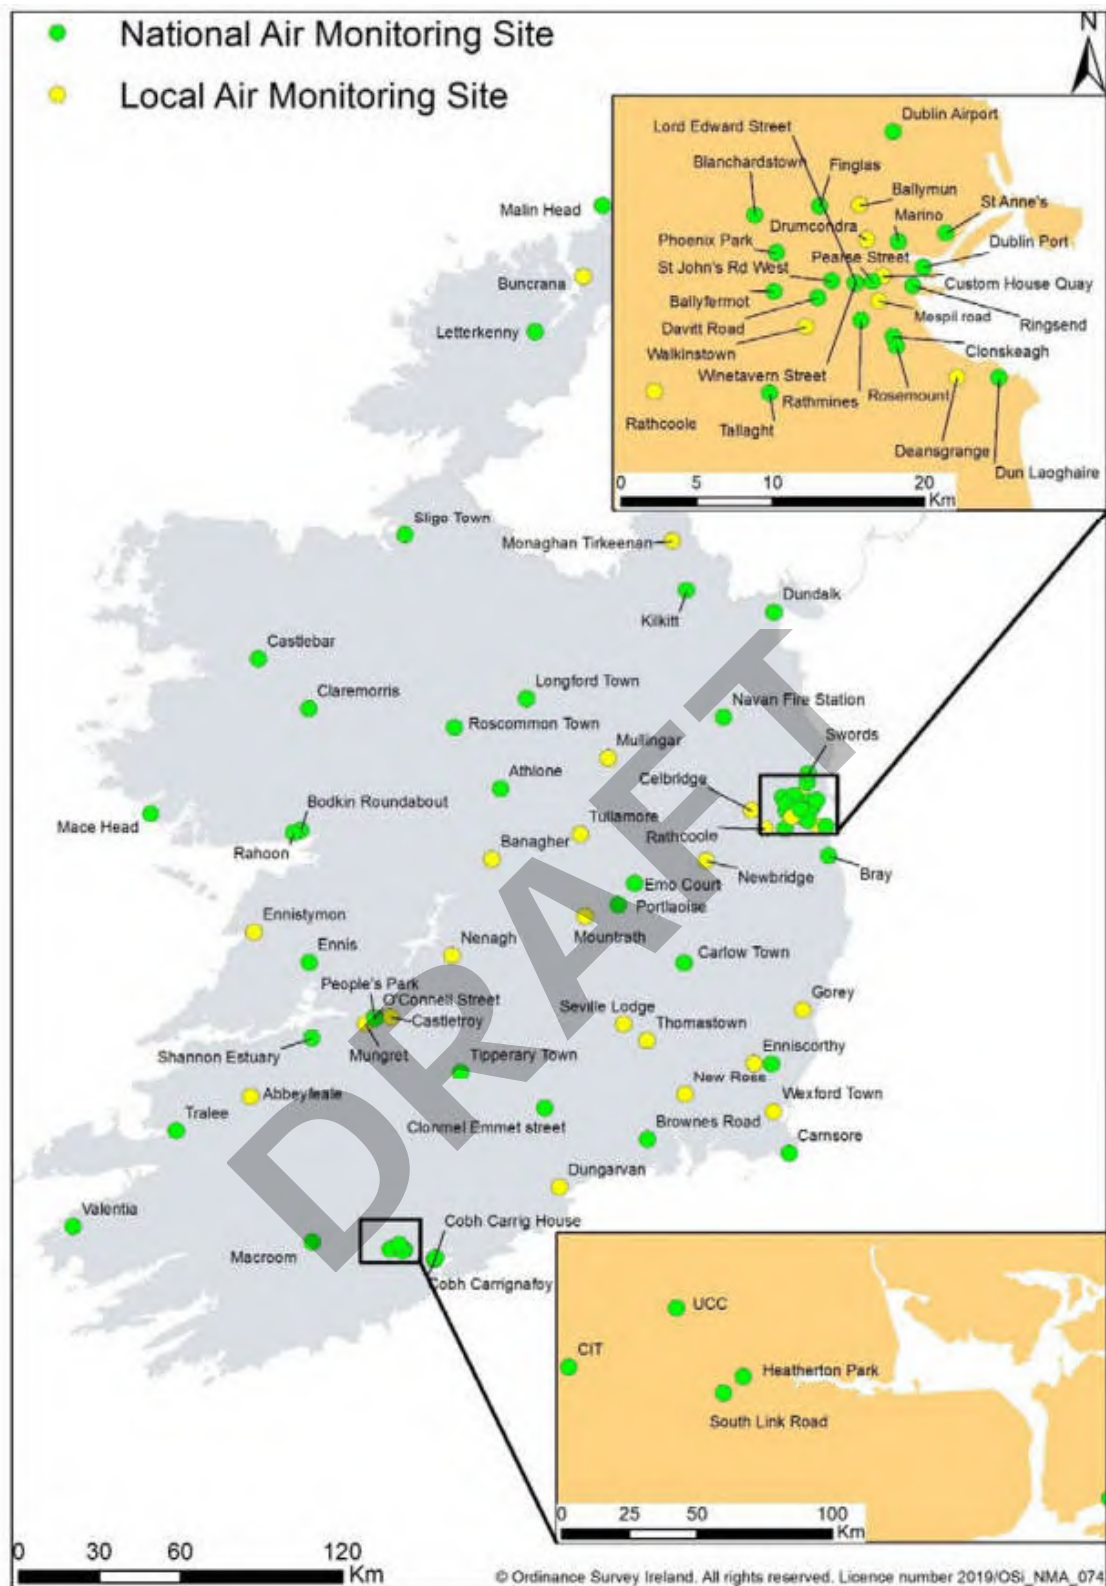 National Air Monitoring Site
Local Air Monitoring Site
N
Lord Edward Street
Dublin Airport
Blanchardstown
Finglas
Ballymun
St Anne's
Drumcondra
Marino
Phoenix Park
Dublin Port
Pearse Street
St John's Rd West
Custom House Quay
Ballyfermot
Mespil road
Ringsend
Davitt Road
Clonskeagh
Walkinstown
Winetavern Street
Rathmines
Rosemount
Rathcoole
Tallaght
Deansgrange
Dun Laoghaire
0 5 10 20
Km
Malin Head
Buncrana
Letterkenny
Sligo Town
Monaghan Tirkeenan
Kilkitt
Dundalk
Castlebar
Claremorris
Longford Town
Roscommon Town
Navan Fire Station
Mullingar
Swords
Celbridge
Athlone
Bodkin Roundabout
Mace Head
Tullamore
Rathcoole
Rahoon
Banagher
Newbridge
Bray
Emo Court
Portlaoise
Ennistymon
Mountrath
Ennis
Nenagh
Carlow Town
People's Park
O'Connell Street
Castletroy
Seville Lodge
Gorey
Thomastown
Shannon Estuary
Mungret
Tipperary Town
Enniscorthy
New Ross
Abbeyfeale
Wexford Town
Tralee
Clonmel Emmet street
Brownes Road
Carnsore
Dungarvan
Valentia
Cobh Carrig House
Macroom
Cobh Carrignafoy
DRAFT
UCC
CIT
Heatherton Park
South Link Road
0 25 50 100
Km
0 30 60 120
Km
© Ordinance Survey Ireland. All rights reserved. Licence number 2019/OSi_NMA_074